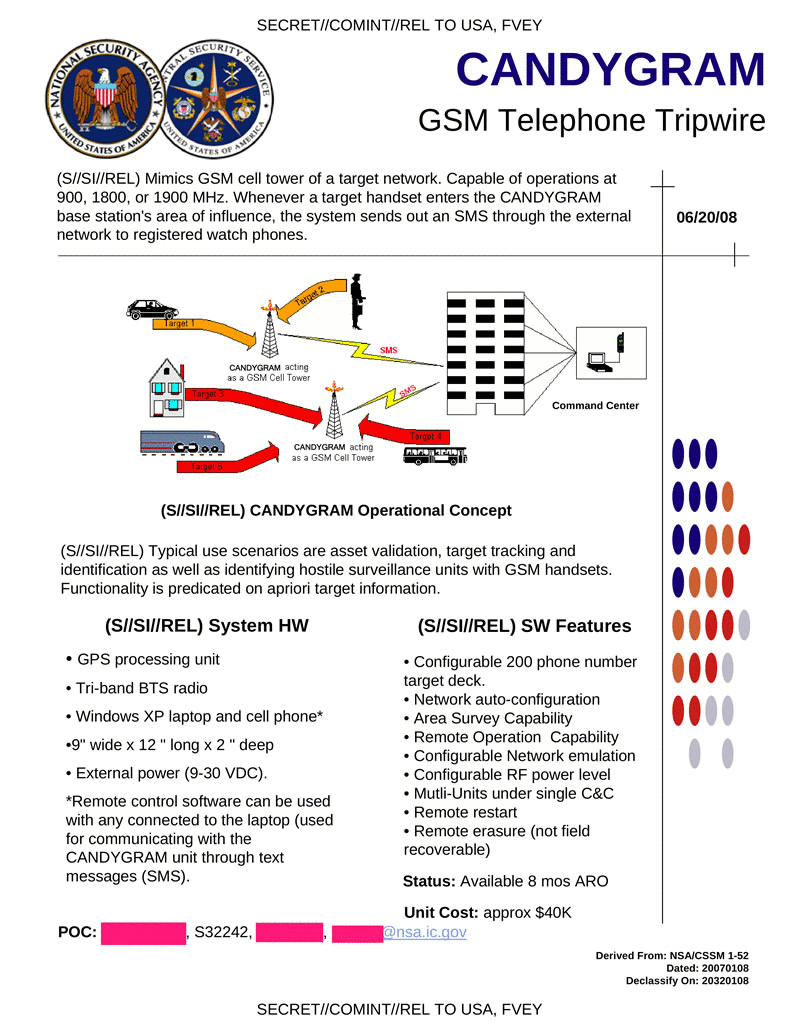 SECRET//COMINT//REL TO USA, FVEY
NATIONAL SECURITY AGENCY
UNITED STATES OF AMERICA
TRAL SECURITY SERVICE
UNITED STATES OF AMERICA
CANDYGRAM
GSM Telephone Tripwire
(S//SI//REL) Mimics GSM cell tower of a target network. Capable of operations at
900, 1800, or 1900 MHz. Whenever a target handset enters the CANDYGRAM
base station's area of influence, the system sends out an SMS through the external
network to registered watch phones.
06/20/08
Target 1
Target 2
SMS
CANDYGRAM acting
as a GSM Cell Tower
Target 3
SMS
Command Center
Target 4
CANDYGRAM acting
as a GSM Cell Tower
Target 5
(S//SI//REL) CANDYGRAM Operational Concept
(S//SI//REL) Typical use scenarios are asset validation, target tracking and
identification as well as identifying hostile surveillance units with GSM handsets.
Functionality is predicated on apriori target information.
(S//SI//REL) System HW
• GPS processing unit
• Tri-band BTS radio
• Windows XP laptop and cell phone*
•9" wide x 12 " long x 2 " deep
• External power (9-30 VDC).
*Remote control software can be used
with any connected to the laptop (used
for communicating with the
CANDYGRAM unit through text
messages (SMS).
(S//SI//REL) SW Features
• Configurable 200 phone number
target deck.
• Network auto-configuration
• Area Survey Capability
• Remote Operation  Capability
• Configurable Network emulation
• Configurable RF power level
• Mutli-Units under single C&C
• Remote restart
• Remote erasure (not field
recoverable)
Status: Available 8 mos ARO
Unit Cost: approx $40K
POC: , S32242, , @nsa.ic.gov
Derived From: NSA/CSSM 1-52
Dated: 20070108
Declassify On: 20320108
SECRET//COMINT//REL TO USA, FVEY